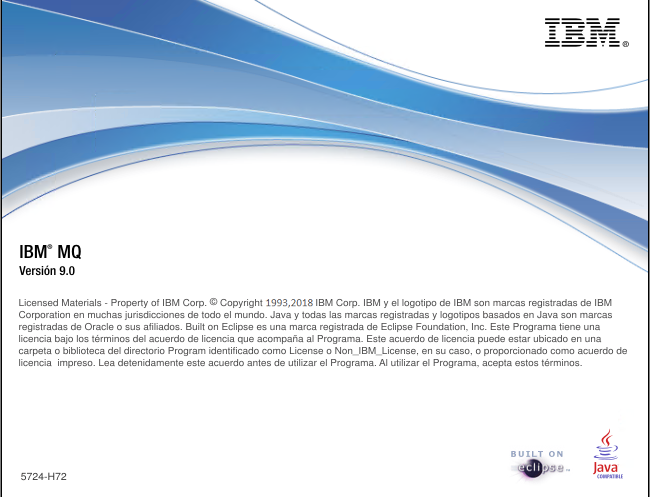 IBM®
IBM® MQ
Versión 9.0
Licensed Materials - Property of IBM Corp. © Copyright 1993,2018 IBM Corp. IBM y el logotipo de IBM son marcas registradas de IBM
Corporation en muchas jurisdicciones de todo el mundo. Java y todas las marcas registradas y logotipos basados en Java son marcas
registradas de Oracle o sus afiliados. Built on Eclipse es una marca registrada de Eclipse Foundation, Inc. Este Programa tiene una
licencia bajo los términos del acuerdo de licencia que acompaña al Programa. Este acuerdo de licencia puede estar ubicado en una
carpeta o biblioteca del directorio Program identificado como License o Non_IBM_License, en su caso, o proporcionado como acuerdo de
licencia impreso. Lea detenidamente este acuerdo antes de utilizar el Programa. Al utilizar el Programa, acepta estos términos.
5724-H72
BUILT ON
eclipse™
Java
COMPATIBLE